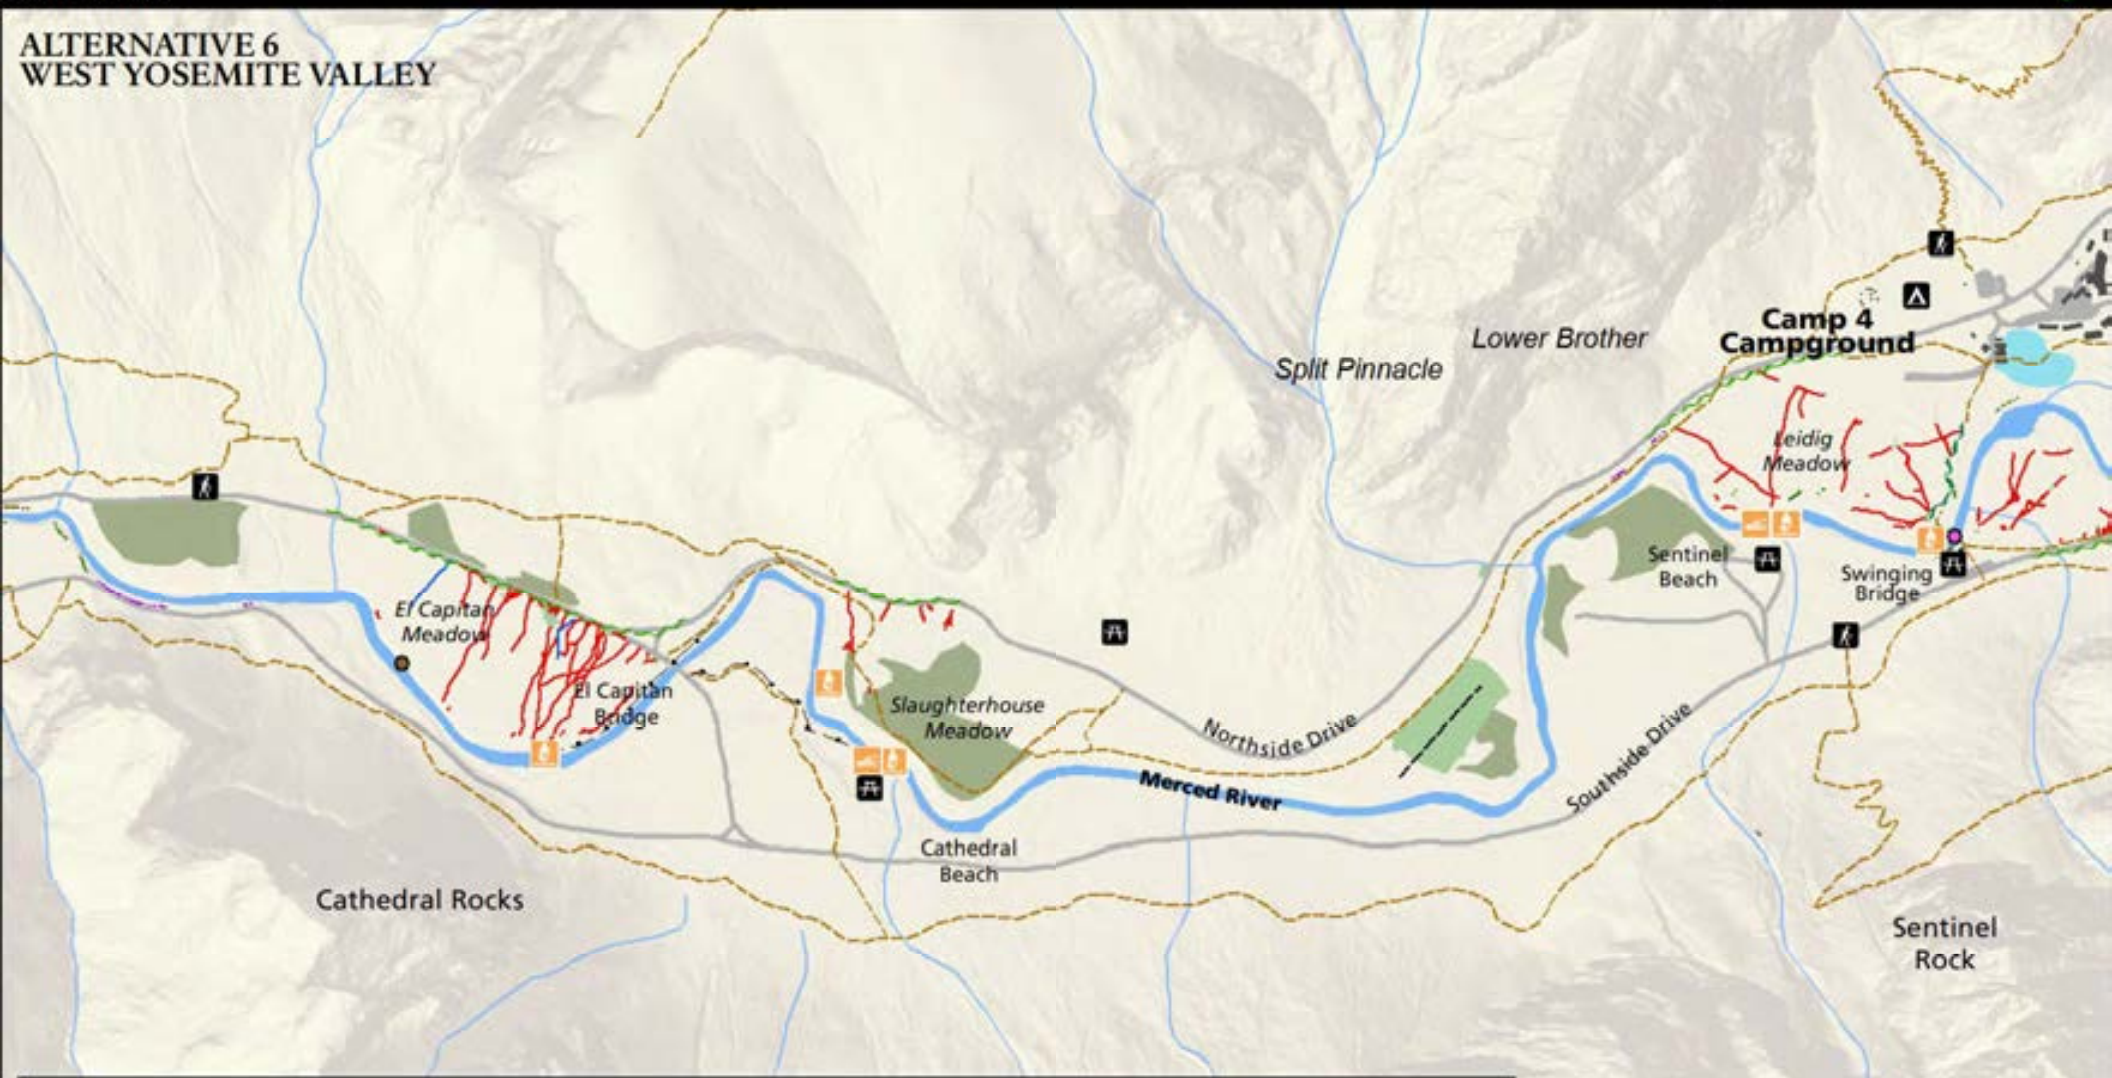 ALTERNATIVE 6
WEST YOSEMITE VALLEY
Camp 4
Campground
Lower Brother
Split Pinnacle
Leidig
Meadow
Sentinel
Beach
Swinging
Bridge
El Capitan
Meadow
El Capitan
Bridge
Slaughterhouse
Meadow
Northside Drive
Merced River
Southside Drive
Cathedral
Beach
Cathedral Rocks
Sentinel
Rock